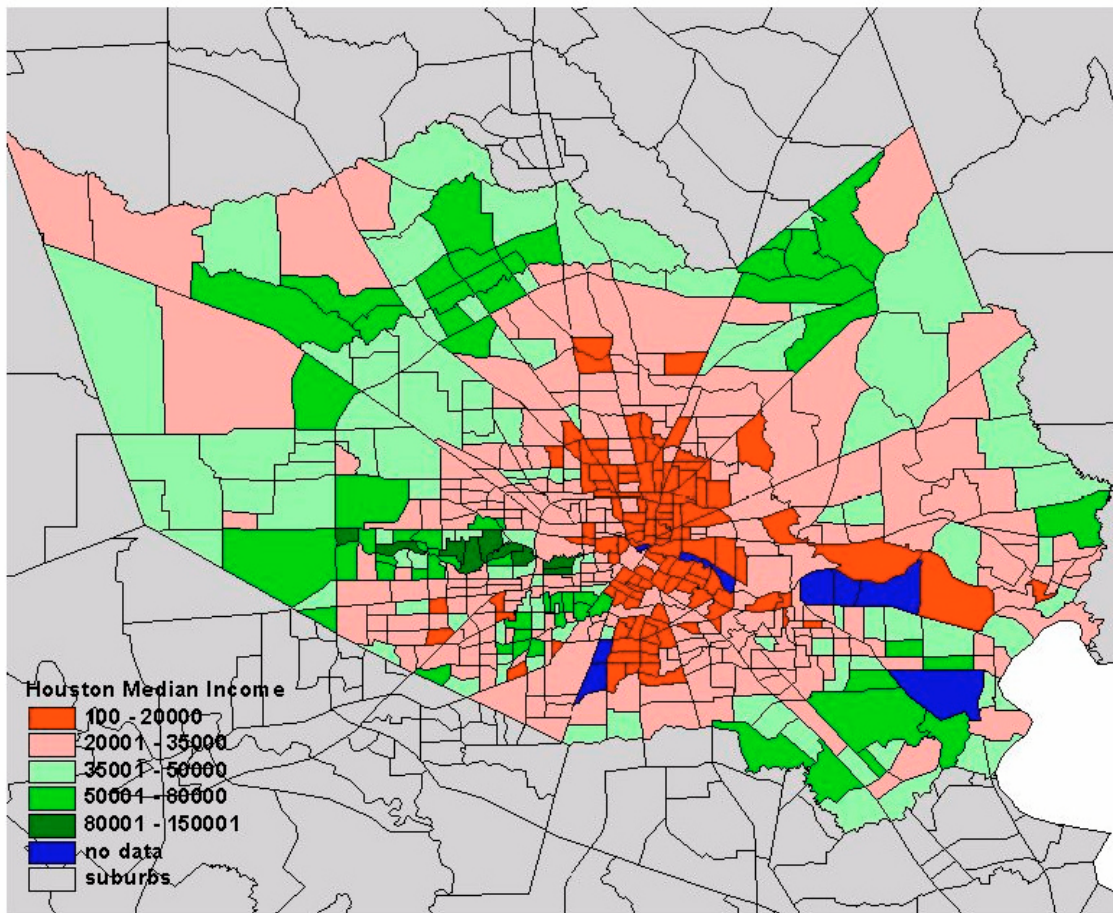 Houston Median Income
100 - 20000
20001 - 35000
35001 - 50000
50001 - 80000
80001 - 150001
no data
suburbs